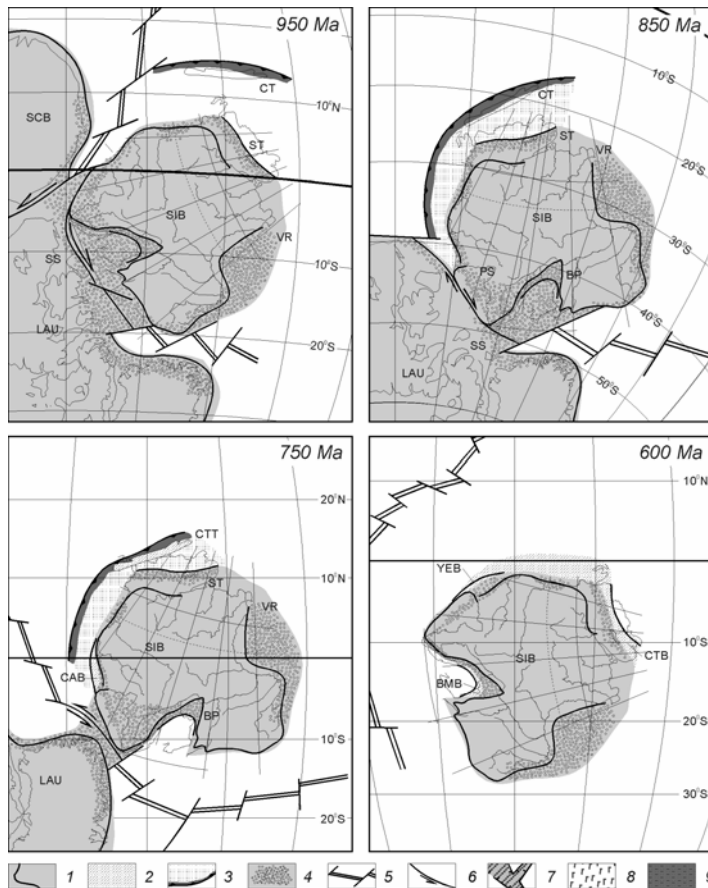 950 Ma
SCB
CT
10°N
ST
SIB
VR
SS
10°S
LAU
20°S
850 Ma
10°S
CT
ST
VR
20°S
SIB
30°S
PS
BP
40°S
SS
LAU
50°S
750 Ma
20°N
CTT
10°N
ST
VR
SIB
CAB
BP
10°S
LAU
20°S
600 Ma
10°N
YEB
10°S
SIB
CTB
BMB
20°S
30°S
1 2 3 4 5 6 7 8 9